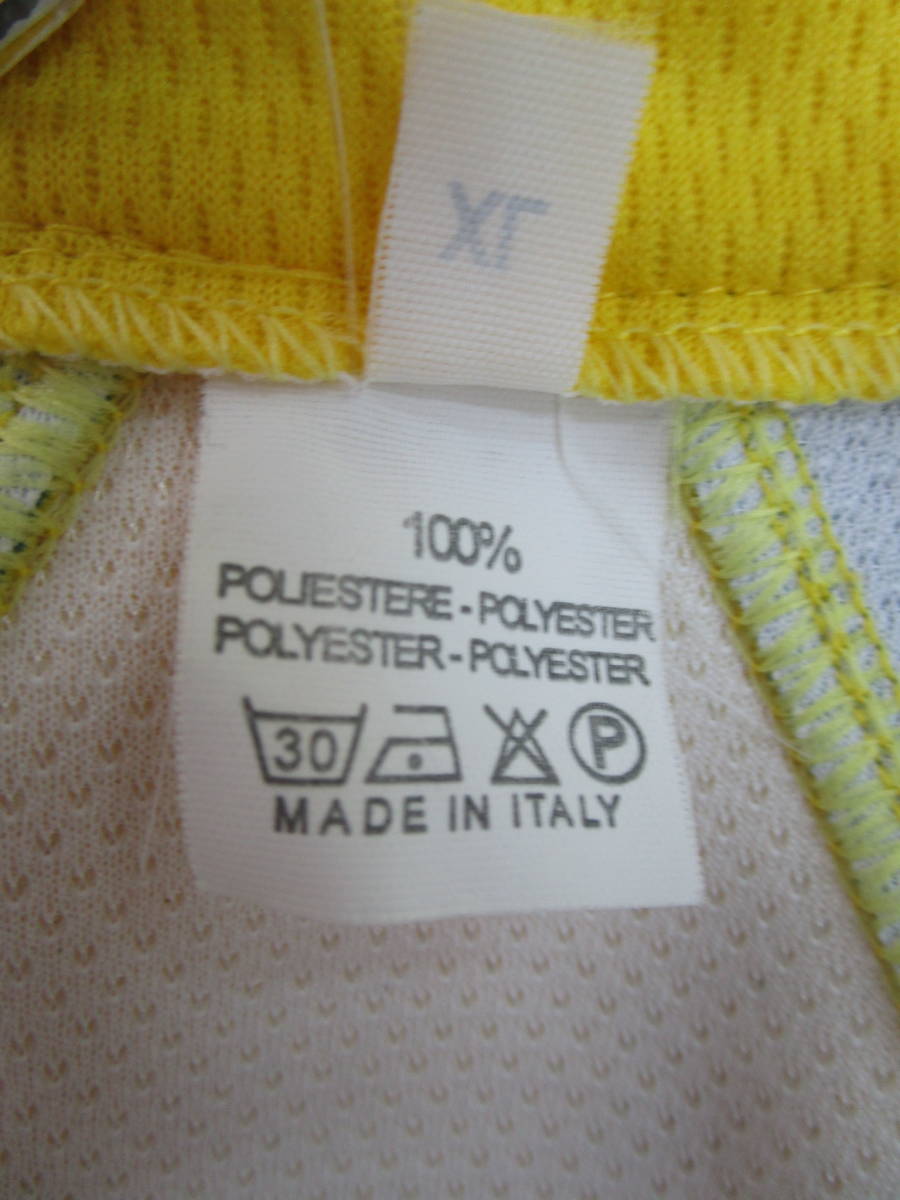 XL
100%
POLIESTERE - POLYESTER
POLYESTER - POLYESTER
30 P
MADE IN ITALY